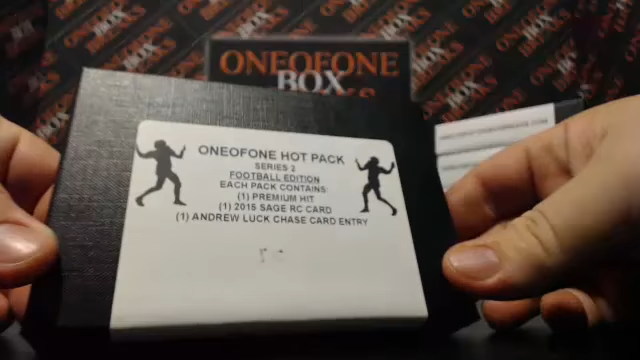 ONEOFONE
BOX
ONEOFONE HOT PACK
SERIES 2
FOOTBALL EDITION
EACH PACK CONTAINS:
(1) PREMIUM HIT
(1) 2015 SAGE RC CARD
(1) ANDREW LUCK CHASE CARD ENTRY